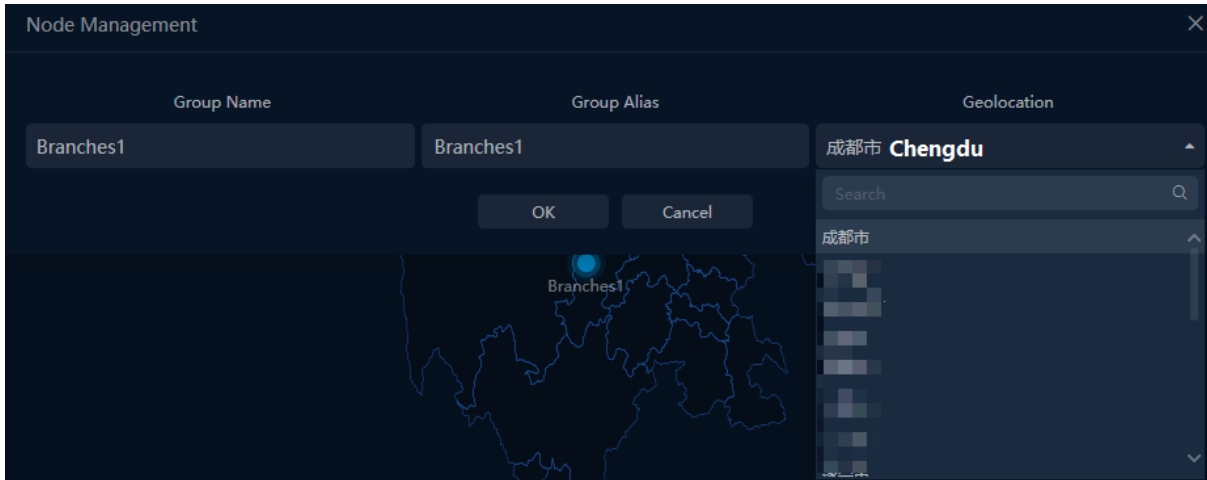 Node Management
Group Name
Group Alias
Geolocation
Branches1
Branches1
成都市 Chengdu
Search
OK
Cancel
成都市
Branches1